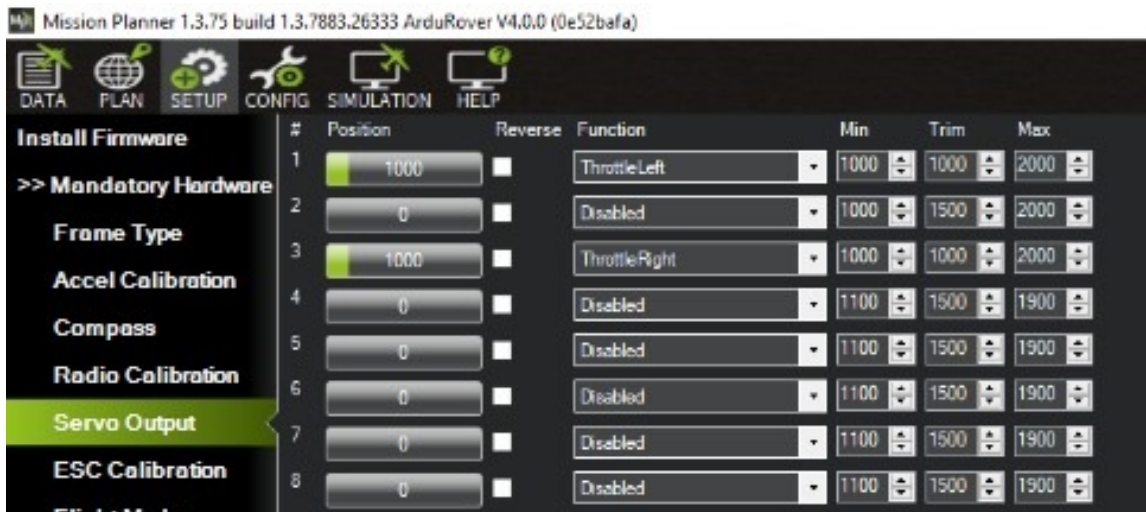 Mission Planner 1.3.75 build 1.3.7883.26333 ArduRover V4.0.0 (0e52bafa)
DATA PLAN SETUP CONFIG SIMULATION HELP
Install Firmware
>> Mandatory Hardware
Frame Type
Accel Calibration
Compass
Radio Calibration
Servo Output
ESC Calibration
# Position Reverse Function Min Trim Max
1 1000 ThrottleLeft 1000 1000 2000
2 0 Disabled 1000 1500 2000
3 1000 ThrottleRight 1000 1000 2000
4 0 Disabled 1100 1500 1900
5 0 Disabled 1100 1500 1900
6 0 Disabled 1100 1500 1900
7 0 Disabled 1100 1500 1900
8 0 Disabled 1100 1500 1900